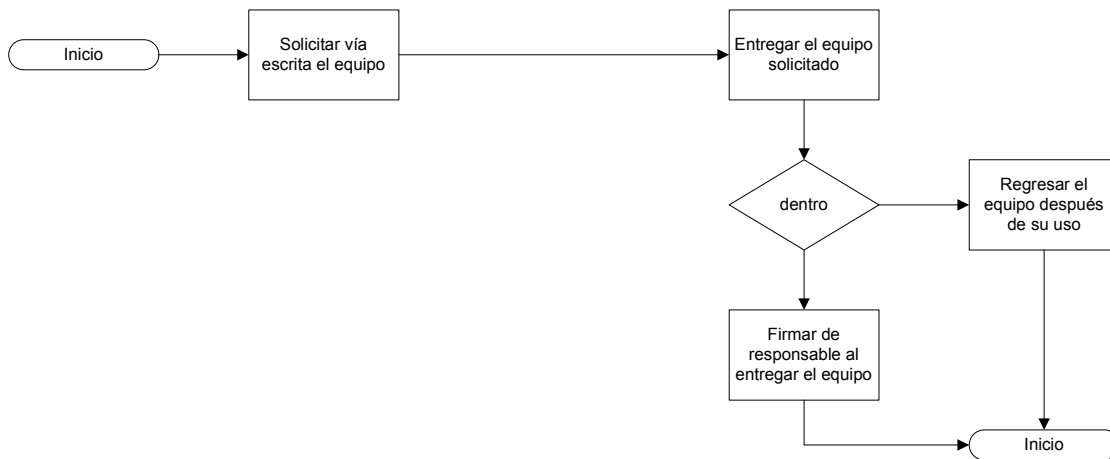 Inicio
Solicitar vía
escrita el equipo
Entregar el equipo
solicitado
dentro
Regresar el
equipo después
de su uso
Firmar de
responsable al
entregar el equipo
Inicio